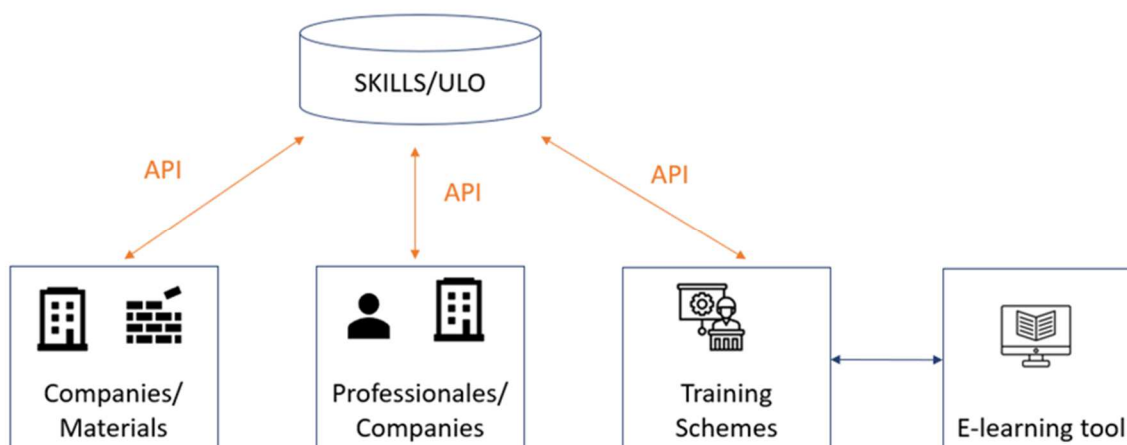 SKILLS/ULO
API
API
API
Companies/
Materials
Professionales/
Companies
Training
Schemes
E-learning tool